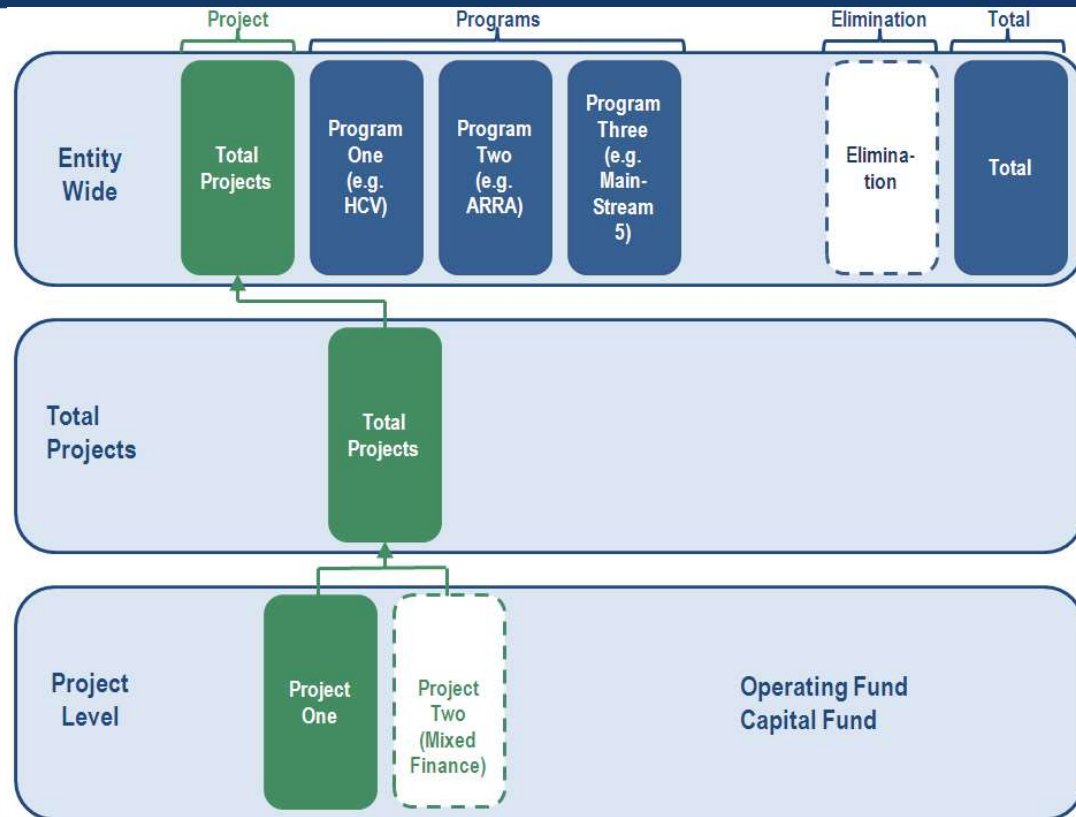 Project
Programs
Elimination
Total
Entity
Wide
Total
Projects
Program
One
(e.g.
HCV)
Program
Two
(e.g.
ARRA)
Program
Three
(e.g.
Main-
Stream
5)
Elimina-
tion
Total
Total
Projects
Total
Projects
Project
Level
Project
One
Project
Two
(Mixed
Finance)
Operating Fund
Capital Fund